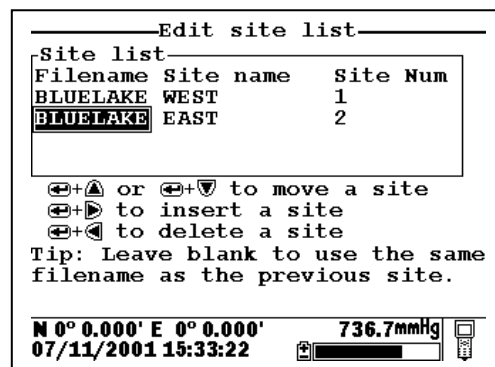 Edit site list
Site list
Filename Site name Site Num
BLUELAKE WEST 1
BLUELAKE EAST 2
+ or + to move a site
+ to insert a site
+ to delete a site
Tip: Leave blank to use the same
filename as the previous site.
N 0° 0.000' E 0° 0.000' 736.7mmHg
07/11/2001 15:33:22